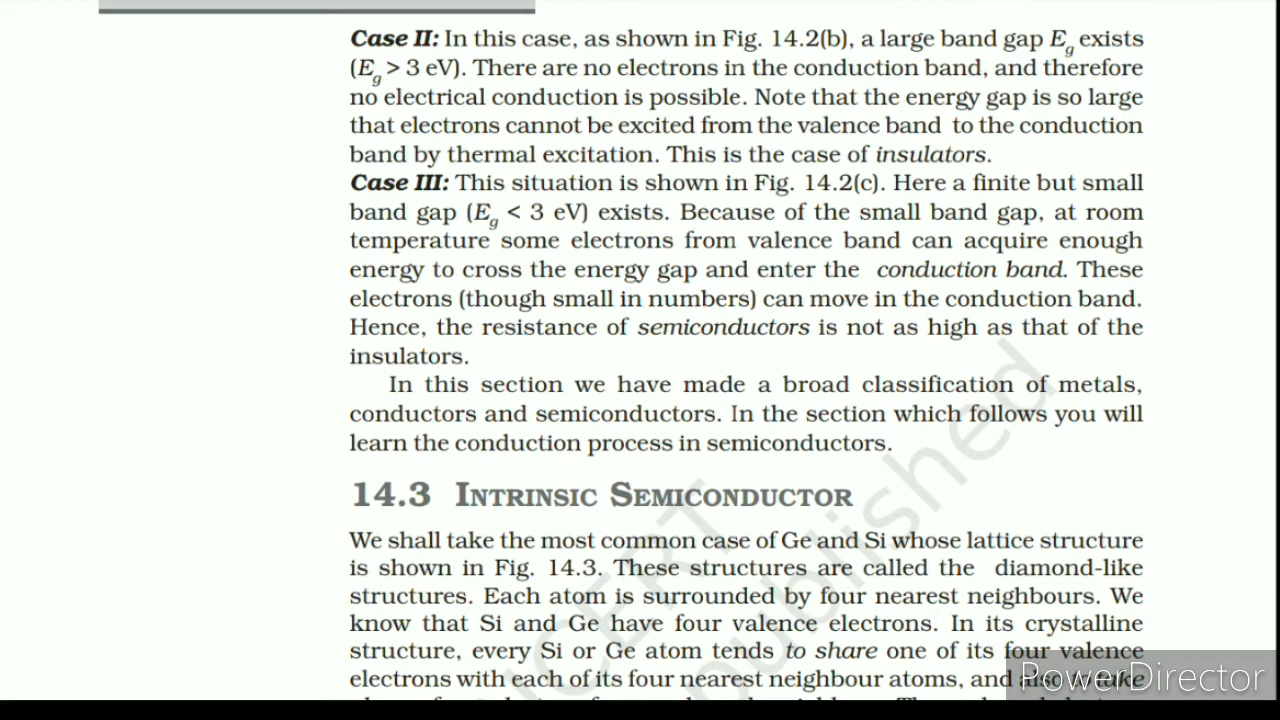 Case II: In this case, as shown in Fig. 14.2(b), a large band gap Eg exists
(Eg > 3 eV). There are no electrons in the conduction band, and therefore
no electrical conduction is possible. Note that the energy gap is so large
that electrons cannot be excited from the valence band to the conduction
band by thermal excitation. This is the case of insulators.
Case III: This situation is shown in Fig. 14.2(c). Here a finite but small
band gap (Eg < 3 eV) exists. Because of the small band gap, at room
temperature some electrons from valence band can acquire enough
energy to cross the energy gap and enter the conduction band. These
electrons (though small in numbers) can move in the conduction band.
Hence, the resistance of semiconductors is not as high as that of the
insulators.
In this section we have made a broad classification of metals,
conductors and semiconductors. In the section which follows you will
learn the conduction process in semiconductors.
14.3 INTRINSIC SEMICONDUCTOR
We shall take the most common case of Ge and Si whose lattice structure
is shown in Fig. 14.3. These structures are called the diamond-like
structures. Each atom is surrounded by four nearest neighbours. We
know that Si and Ge have four valence electrons. In its crystalline
structure, every Si or Ge atom tends to share one of its four valence
electrons with each of its four nearest neighbour atoms, and also to take
NCERT
published
PowerDirector